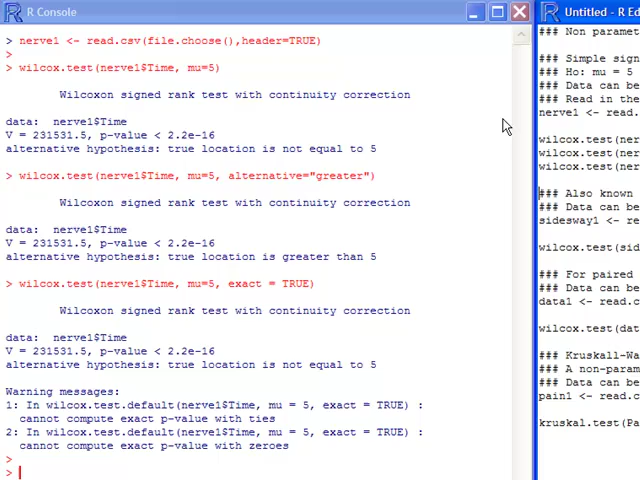 R Console
> nerve1 <- read.csv(file.choose(),header=TRUE)
>
> wilcox.test(nerve1$Time, mu=5)
Wilcoxon signed rank test with continuity correction
data:  nerve1$Time
V = 231531.5, p-value < 2.2e-16
alternative hypothesis: true location is not equal to 5
> wilcox.test(nerve1$Time, mu=5, alternative="greater")
Wilcoxon signed rank test with continuity correction
data:  nerve1$Time
V = 231531.5, p-value < 2.2e-16
alternative hypothesis: true location is greater than 5
> wilcox.test(nerve1$Time, mu=5, exact = TRUE)
Wilcoxon signed rank test with continuity correction
data:  nerve1$Time
V = 231531.5, p-value < 2.2e-16
alternative hypothesis: true location is not equal to 5
Warning messages:
1: In wilcox.test.default(nerve1$Time, mu = 5, exact = TRUE) :
cannot compute exact p-value with ties
2: In wilcox.test.default(nerve1$Time, mu = 5, exact = TRUE) :
cannot compute exact p-value with zeroes
>
>
Untitled - R Ed
### Non paramet
### Simple sign
### Ho: mu = 5
### Data can be
### Read in the
nerve1 <- read.
wilcox.test(ner
wilcox.test(ner
wilcox.test(ner
### Also known
### Data can be
sidesway1 <- re
wilcox.test(sid
### For paired
### Data can be
data1 <- read.c
wilcox.test(dat
### Kruskall-Wa
### A non-param
### Data can be
pain1 <- read.c
kruskal.test(Pa